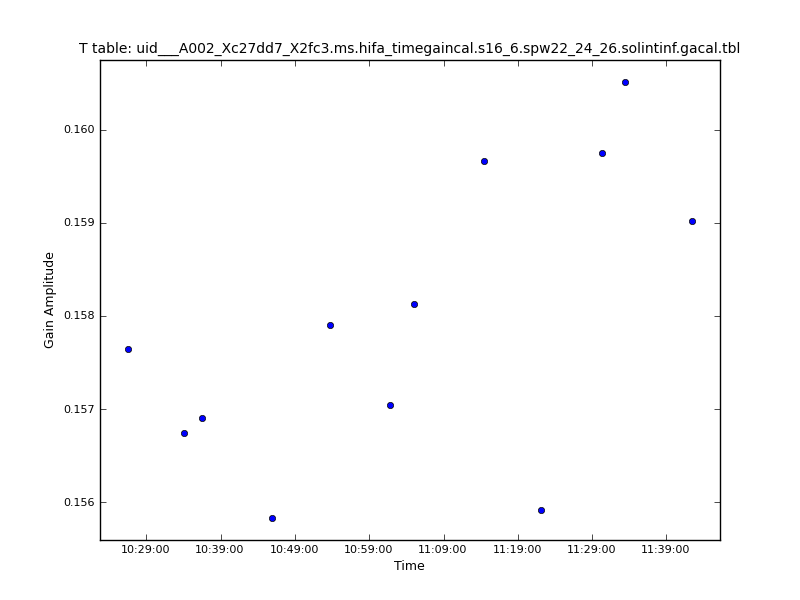 T table: uid___A002_Xc27dd7_X2fc3.ms.hifa_timegaincal.s16_6.spw22_24_26.solintinf.gacal.tbl
0.160
0.159
0.158
0.157
0.156
Gain Amplitude
10:29:00 10:39:00 10:49:00 10:59:00 11:09:00 11:19:00 11:29:00 11:39:00
Time